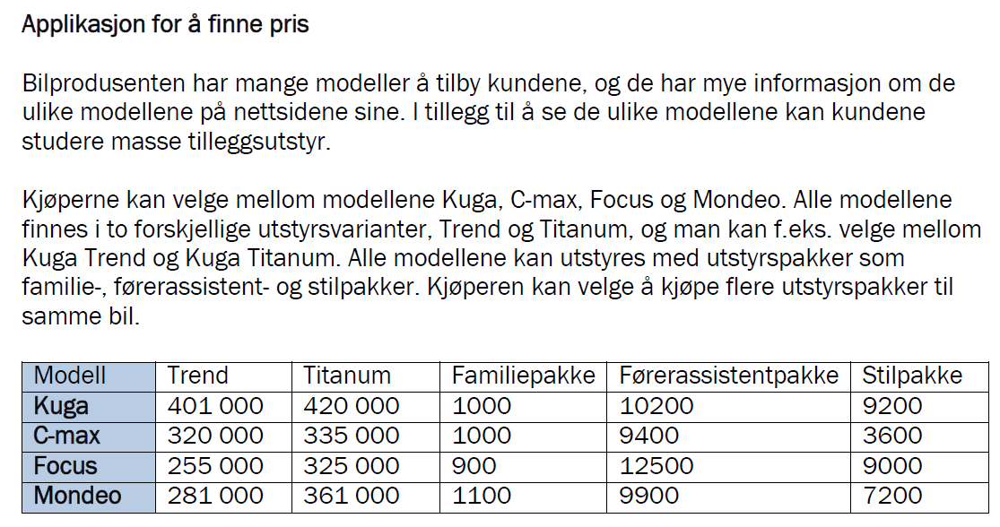 Applikasjon for å finne pris
Bilprodusenten har mange modeller å tilby kundene, og de har mye informasjon om de
ulike modellene på nettsidene sine. I tillegg til å se de ulike modellene kan kundene
studere masse tilleggsutstyr.
Kjøperne kan velge mellom modellene Kuga, C-max, Focus og Mondeo. Alle modellene
finnes i to forskjellige utstyrsvarianter, Trend og Titanum, og man kan f.eks. velge mellom
Kuga Trend og Kuga Titanum. Alle modellene kan utstyres med utstyrspakker som
familie-, førerassistent- og stilpakker. Kjøperen kan velge å kjøpe flere utstyrspakker til
samme bil.
Modell Trend Titanum Familiepakke Førerassistentpakke Stilpakke
Kuga 401 000 420 000 1000 10200 9200
C-max 320 000 335 000 1000 9400 3600
Focus 255 000 325 000 900 12500 9000
Mondeo 281 000 361 000 1100 9900 7200